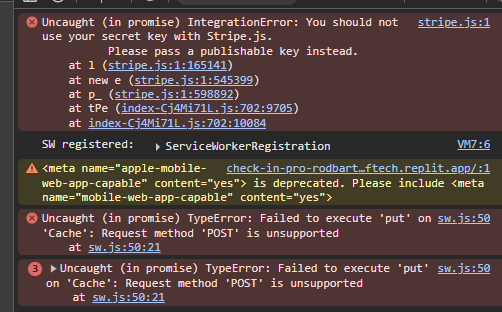 Uncaught (in promise) IntegrationError: You should not stripe.js:1
use your secret key with Stripe.js.
Please pass a publishable key instead.
at l (stripe.js:1:165141)
at new e (stripe.js:1:545399)
at p_ (stripe.js:1:598892)
at tPe (index-Cj4Mi71L.js:702:9705)
at index-Cj4Mi71L.js:702:10084
SW registered: ▶ ServiceWorkerRegistration VM7:6
<meta name="apple-mobile- check-in-pro-rodbart…ftech.replit.app/:1
web-app-capable" content="yes"> is deprecated. Please include <meta
name="mobile-web-app-capable" content="yes">
Uncaught (in promise) TypeError: Failed to execute 'put' on sw.js:50
'Cache': Request method 'POST' is unsupported
at sw.js:50:21
3 ▶ Uncaught (in promise) TypeError: Failed to execute 'put' sw.js:50
on 'Cache': Request method 'POST' is unsupported
at sw.js:50:21